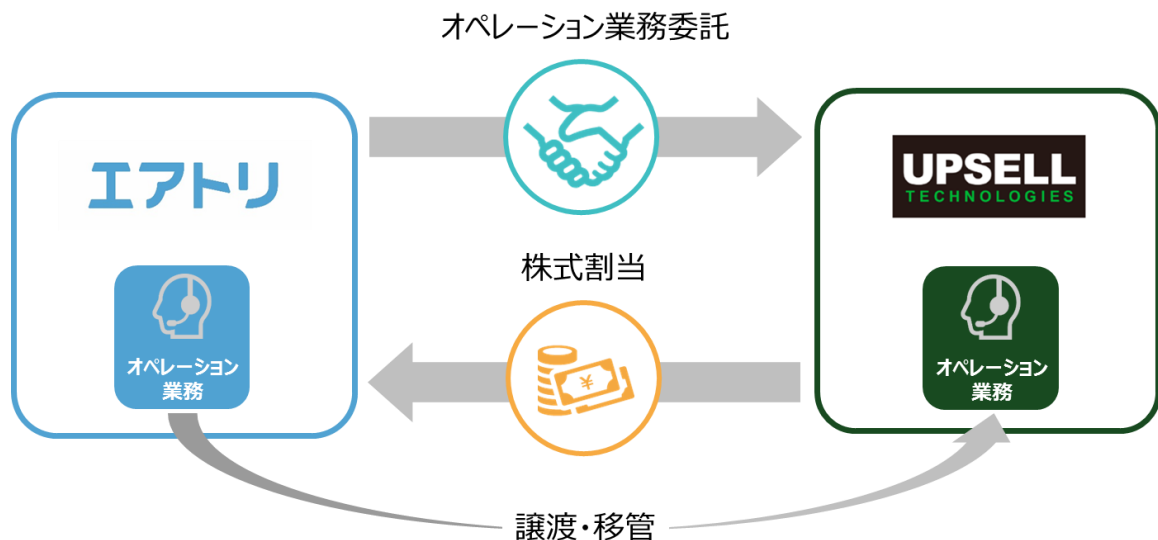 オペレーション業務委託
エアトリ
UPSELL
TECHNOLOGIES
株式割当
¥
オペレーション
業務
オペレーション
業務
譲渡・移管